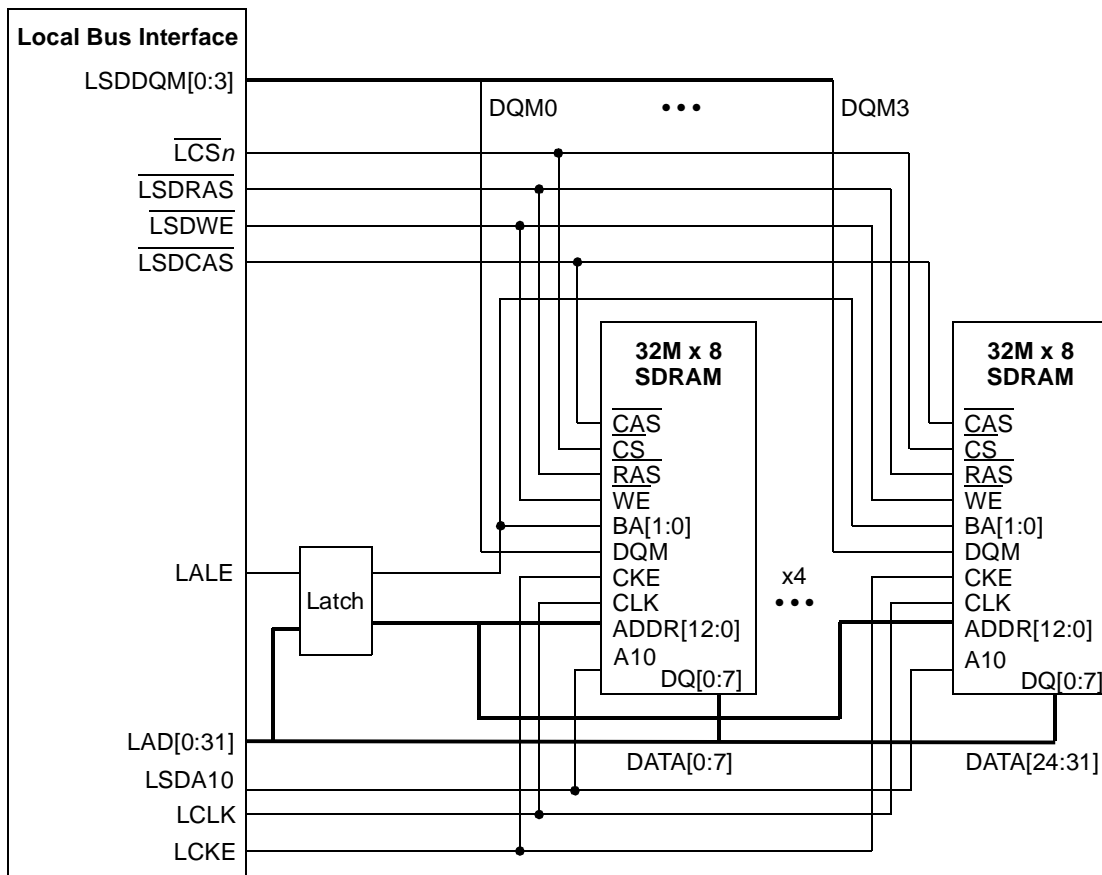 Local Bus Interface
LSDDQM[0:3]
DQM0
• • •
DQM3
LCSn
LSDRAS
LSDWE
LSDCAS
32M x 8
SDRAM
CAS
CS
RAS
WE
BA[1:0]
DQM
CKE
CLK
ADDR[12:0]
A10
DQ[0:7]
x4
• • •
32M x 8
SDRAM
CAS
CS
RAS
WE
BA[1:0]
DQM
CKE
CLK
ADDR[12:0]
A10
DQ[0:7]
LALE
Latch
LAD[0:31]
DATA[0:7]
DATA[24:31]
LSDA10
LCLK
LCKE